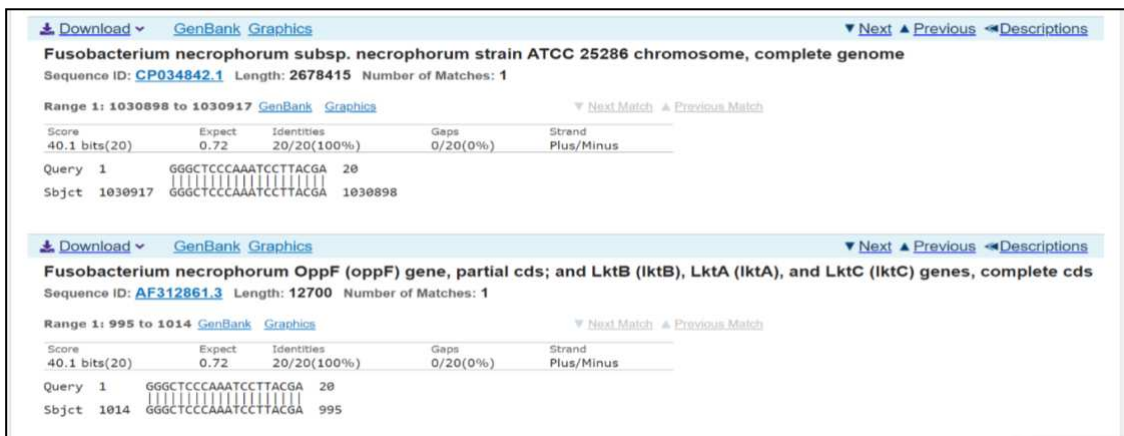 Download GenBank Graphics Next Previous Descriptions
Fusobacterium necrophorum subsp. necrophorum strain ATCC 25286 chromosome, complete genome
Sequence ID: CP034842.1 Length: 2678415 Number of Matches: 1
Range 1: 1030898 to 1030917 GenBank Graphics Next Match Previous Match
Score Expect Identities Gaps Strand
40.1 bits(20) 0.72 20/20(100%) 0/20(0%) Plus/Minus
Query 1 GGGCTCCCAAATCCTTACGA 20
Sbjct 1030917 GGGCTCCCAAATCCTTACGA 1030898
Download GenBank Graphics Next Previous Descriptions
Fusobacterium necrophorum OppF (oppF) gene, partial cds; and LktB (lktB), LktA (lktA), and LktC (lktC) genes, complete cds
Sequence ID: AF312861.3 Length: 12700 Number of Matches: 1
Range 1: 995 to 1014 GenBank Graphics Next Match Previous Match
Score Expect Identities Gaps Strand
40.1 bits(20) 0.72 20/20(100%) 0/20(0%) Plus/Minus
Query 1 GGGCTCCCAAATCCTTACGA 20
Sbjct 1014 GGGCTCCCAAATCCTTACGA 995